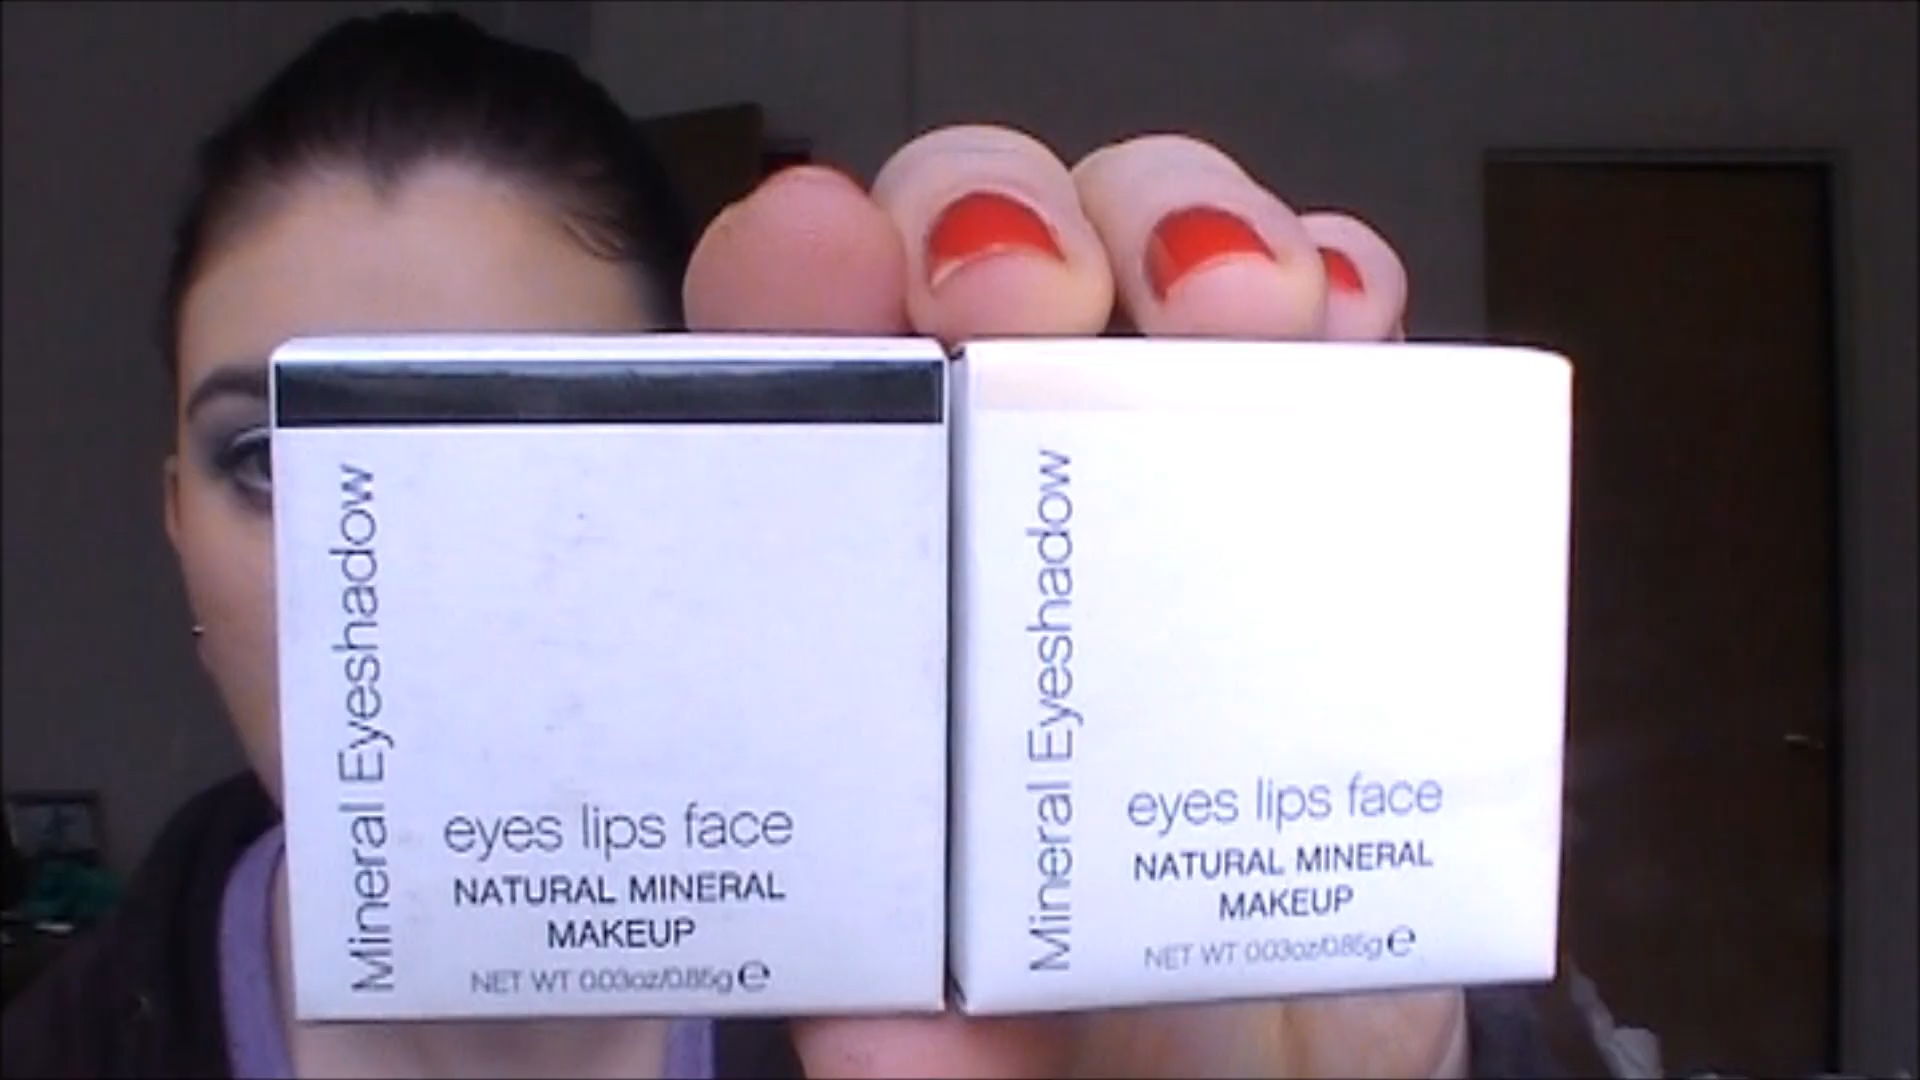 Mineral Eyeshadow
eyes lips face
NATURAL MINERAL
MAKEUP
NET WT 0.03oz/0.85g e
Mineral Eyeshadow
eyes lips face
NATURAL MINERAL
MAKEUP
NET WT 0.03oz/0.85g e